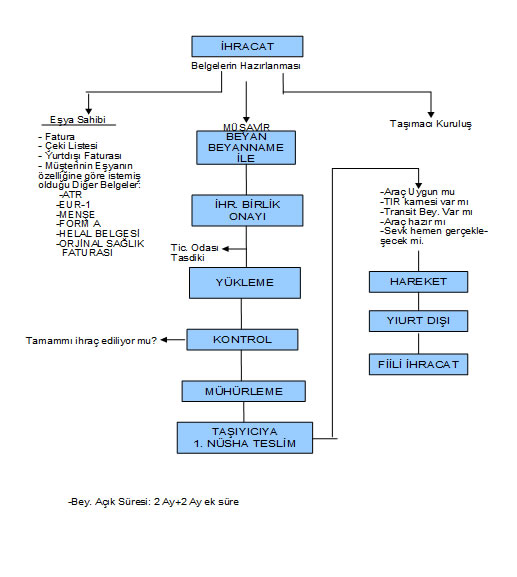 İHRACAT
Belgelerin Hazırlanması
Eşya Sahibi
- Fatura
- Çeki Listesi
- Yurtdışı Faturası
- Müşterinin Eşyanın
özelliğine göre istemiş
olduğu Diğer Belgeler:
-ATR
-EUR-1
-MENŞE
-FORM A
-HELAL BELGESİ
-ORJİNAL SAĞLIK
FATURASI
MÜŞAVİR
BEYAN
BEYANNAME
İLE
İHR. BİRLİK
ONAYI
Tic. Odası
Tasdiki
YÜKLEME
KONTROL
Tamammı ihraç ediliyor mu?
MÜHÜRLEME
TAŞIYICIYA
1. NÜSHA TESLİM
Taşımacı Kuruluş
-Araç Uygun mu
-TIR karnesi var mı
-Transit Bey. Var mı
-Araç hazır mı
-Sevk hemen gerçekle-
şecek mi.
HAREKET
YIURT DIŞI
FİİLİ İHRACAT
-Bey. Açık Süresi: 2 Ay+2 Ay ek süre